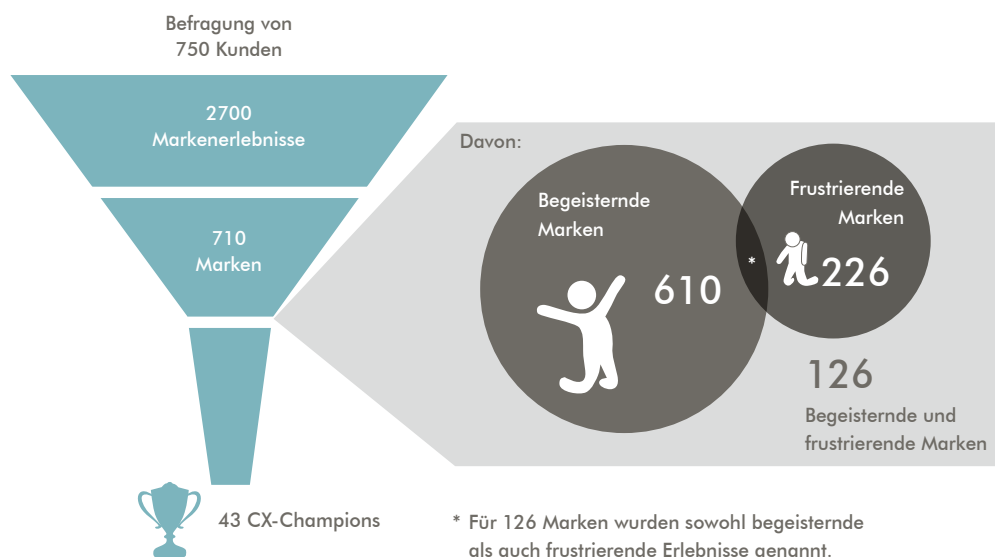 Befragung von
750 Kunden
2700
Markenerlebnisse
710
Marken
43 CX-Champions
Davon:
Begeisternde
Marken
610
Frustrierende
Marken
226
*
126
Begeisternde und
frustrierende Marken
* Für 126 Marken wurden sowohl begeisternde
als auch frustrierende Erlebnisse genannt.